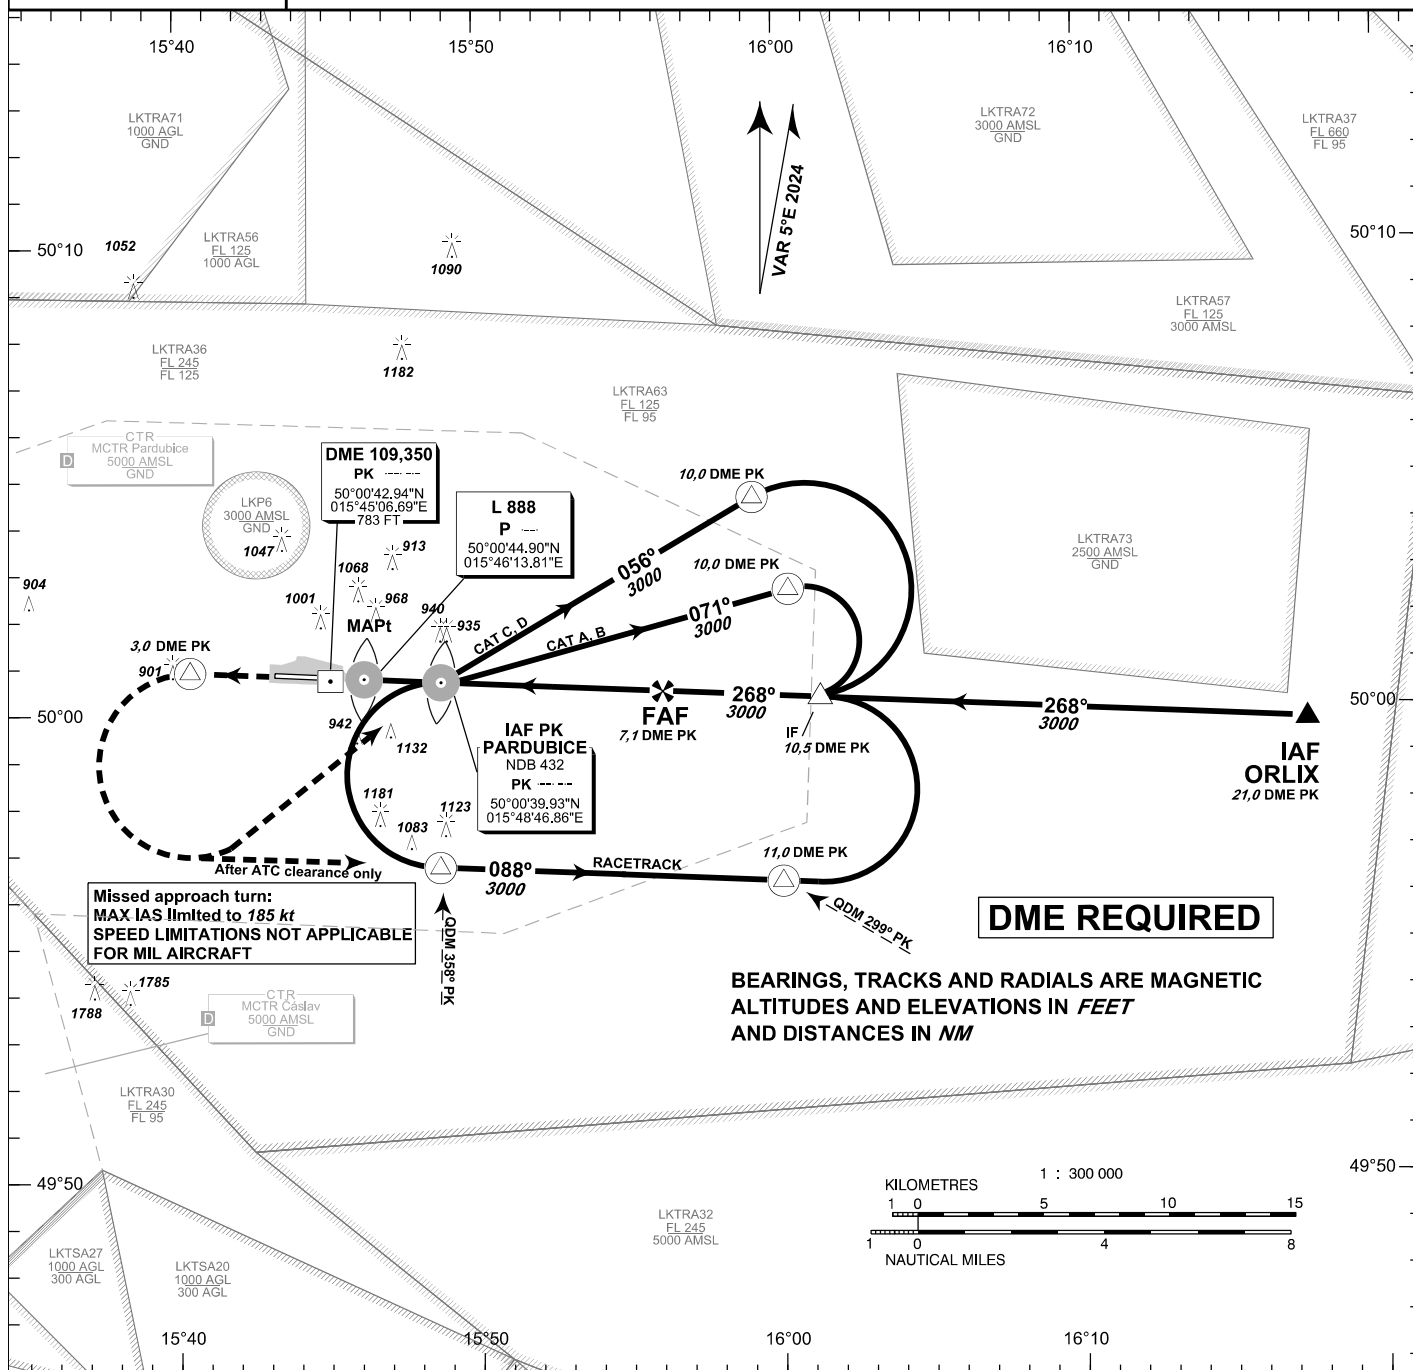 15°40
15°50
16°00
16°10
LKTRA71
1000 AGL
GND
LKTRA72
3000 AMSL
GND
LKTRA37
FL 660
FL 95
VAR 5°E 2024
50°10
1052
LKTRA56
FL 125
1000 AGL
1090
50°10
LKTRA57
FL 125
3000 AMSL
LKTRA36
FL 245
FL 125
1182
LKTRA63
FL 125
FL 95
CTR
MCTR Pardubice
D
5000 AMSL
GND
DME 109,350
PK
50°00'42.94"N
015°45'06.69"E
783 FT
L 888
P
50°00'44.90"N
015°46'13.81"E
10,0 DME PK
LKP6
3000 AMSL
GND
1047
913
1068
968
1001
904
940
935
MAPt
LKTRA73
2500 AMSL
GND
056°
3000
10,0 DME PK
071°
3000
CAT C, D
CAT A, B
3,0 DME PK
901
942
1132
268°
3000
FAF
7,1 DME PK
IF
10,5 DME PK
268°
3000
50°00
50°00
IAF PK
PARDUBICE
NDB 432
PK
50°00'39.93"N
015°48'46.86"E
IAF
ORLIX
21,0 DME PK
1181
1083
1123
After ATC clearance only
088°
3000
RACETRACK
11,0 DME PK
Missed approach turn:
MAX IAS limited to 185 kt
SPEED LIMITATIONS NOT APPLICABLE
FOR MIL AIRCRAFT
QDM 358° PK
QDM 299° PK
DME REQUIRED
BEARINGS, TRACKS AND RADIALS ARE MAGNETIC
ALTITUDES AND ELEVATIONS IN FEET
AND DISTANCES IN NM
1785
1788
CTR
MCTR Čáslav
D
5000 AMSL
GND
LKTRA30
FL 245
FL 95
49°50
49°50
1 : 300 000
KILOMETRES
1 0 5 10 15
1 0 4 8
NAUTICAL MILES
LKTRA32
FL 245
5000 AMSL
LKTSA27
1000 AGL
300 AGL
LKTSA20
1000 AGL
300 AGL
15°40
15°50
16°00
16°10